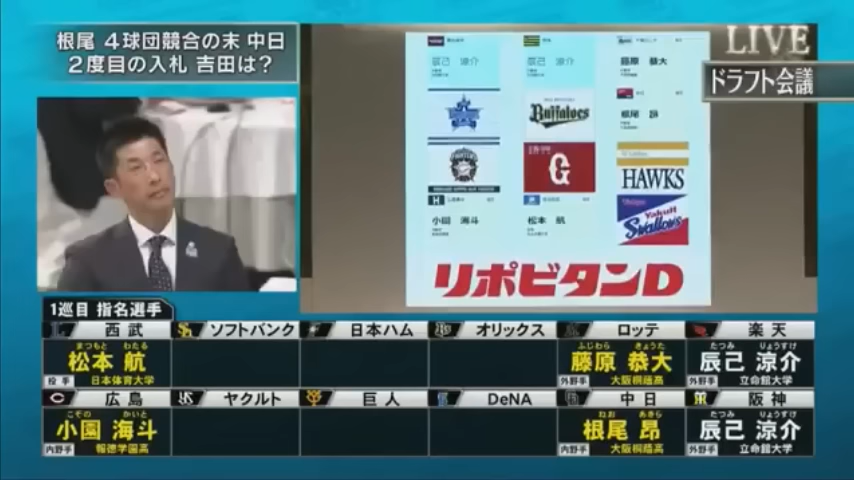 根尾 4球団競合の末 中日
2度目の入札 吉田は?
LIVE
ドラフト会議
辰己 涼介
辰己 涼介
藤原 恭大
根尾 昂
Buffaloes
FIGHTERS
G
HAWKS
Yakult
Swallows
小園 海斗
松本 航
リポビタンD
1巡目 指名選手
西武
ソフトバンク
日本ハム
オリックス
ロッテ
楽天
まつもと わたる
松本 航
投手
日本体育大学
ふじわら きょうた
藤原 恭大
外野手
大阪桐蔭高
たつみ りょうすけ
辰己 涼介
外野手
立命館大学
広島
ヤクルト
巨人
DeNA
中日
阪神
こぞの かいと
小園 海斗
内野手
報徳学園高
ねお あきら
根尾 昂
内野手
大阪桐蔭高
たつみ りょうすけ
辰己 涼介
外野手
立命館大学